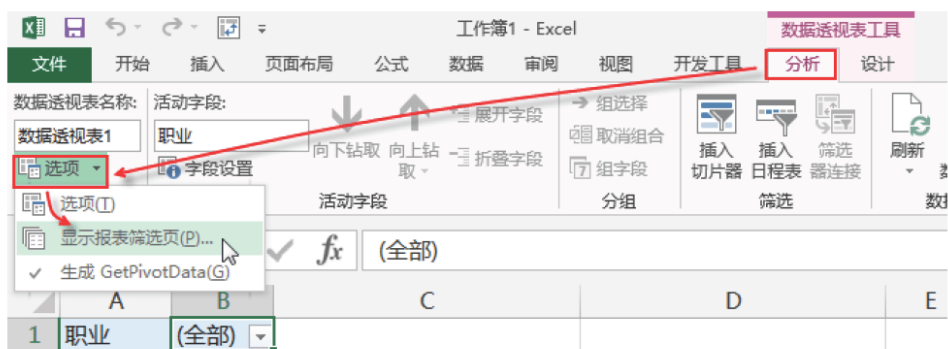 工作簿1 - Excel
数据透视表工具
文件 开始 插入 页面布局 公式 数据 审阅 视图 开发工具 分析 设计
数据透视表名称: 活动字段:
数据透视表1 职业
选项 字段设置
向下钻取 向上钻取
展开字段
折叠字段
活动字段
组选择
取消组合
组字段
分组
插入切片器 插入日程表 筛选器连接
筛选
刷新
选项(T)
显示报表筛选页(P)...
生成 GetPivotData(G)
fx (全部)
A B C D E
1 职业 (全部)